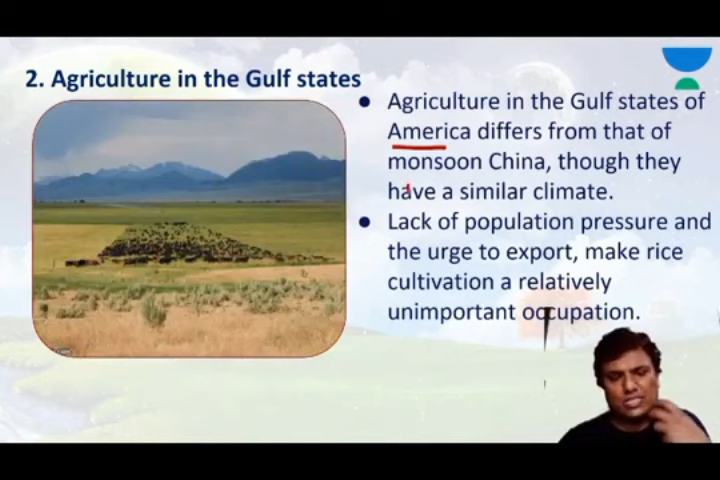 2. Agriculture in the Gulf states
● Agriculture in the Gulf states of
America differs from that of
monsoon China, though they
have a similar climate.
● Lack of population pressure and
the urge to export, make rice
cultivation a relatively
unimportant occupation.